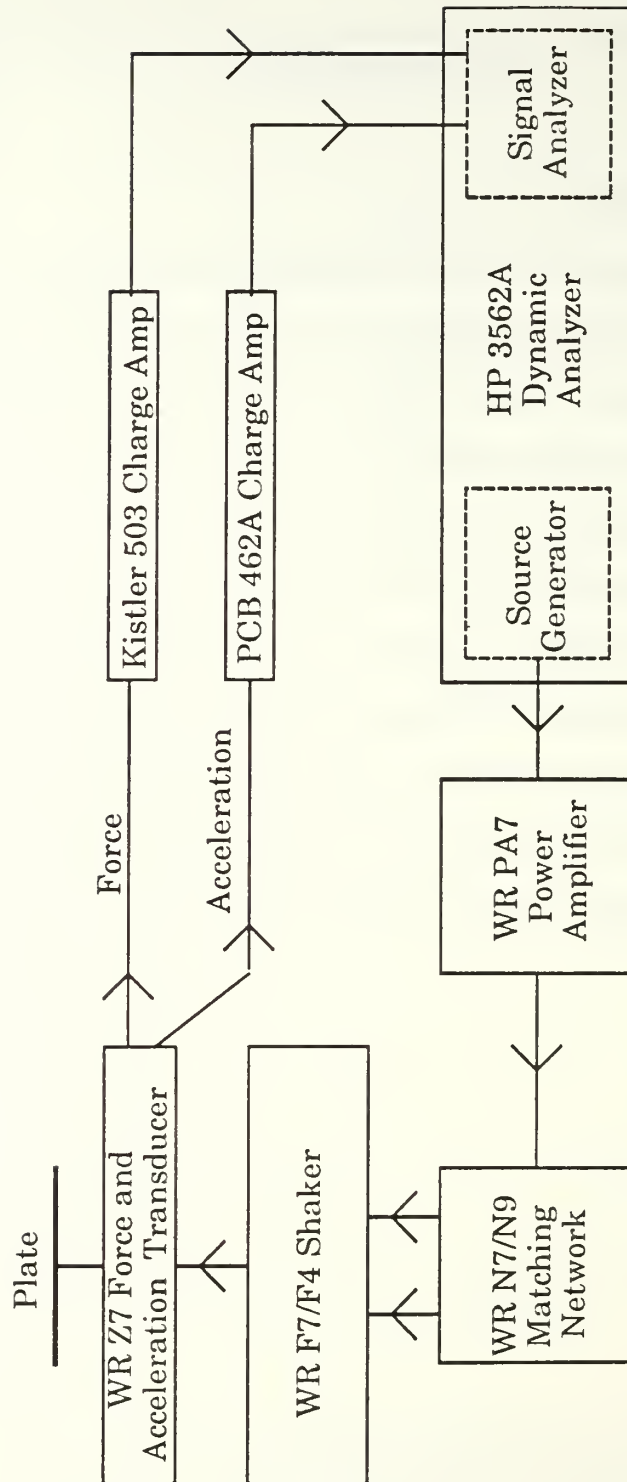 Plate
WR Z7 Force and
Acceleration Transducer
WR F7/F4 Shaker
WR N7/N9
Matching
Network
Force
Acceleration
Kistler 503 Charge Amp
PCB 462A Charge Amp
WR PA7
Power
Amplifier
Source
Generator
HP 3562A
Dynamic
Analyzer
Signal
Analyzer